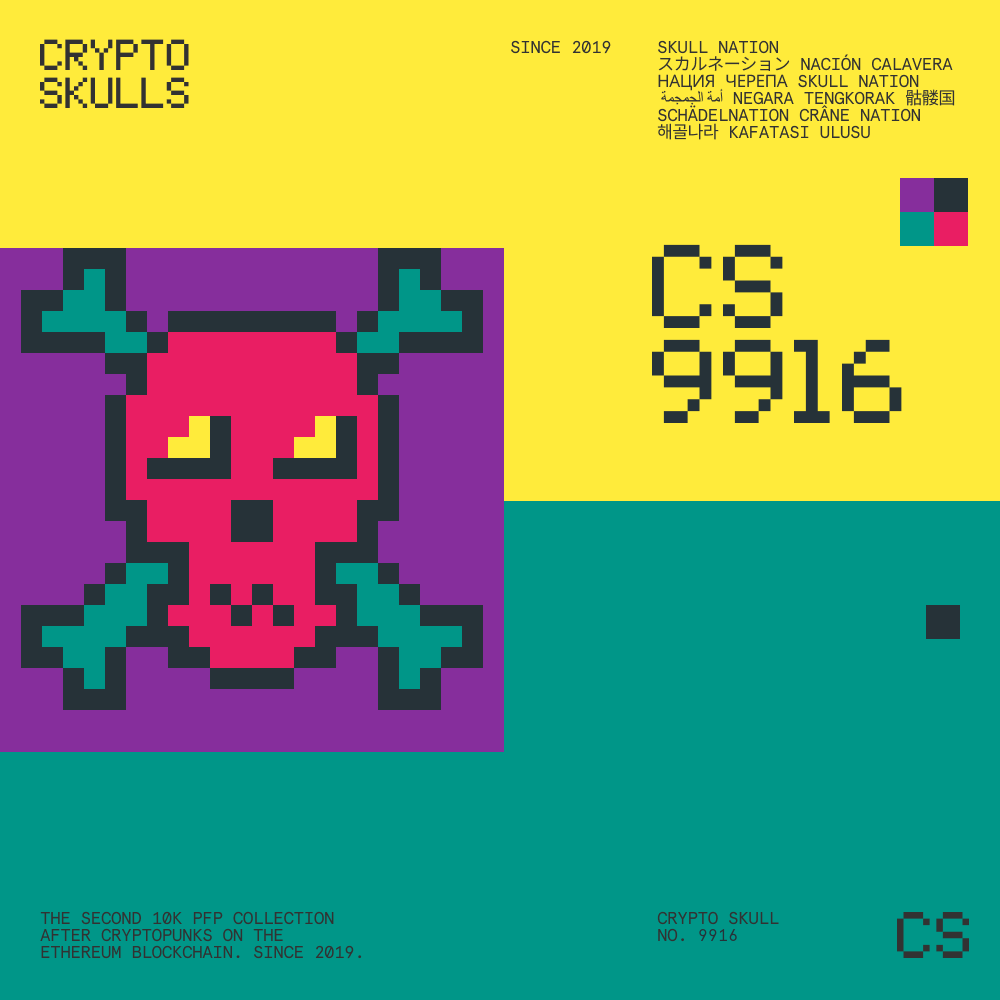 CRYPTO
SKULLS
SINCE 2019
SKULL NATION
スカルネーション NACIÓN CALAVERA
НАЦИЯ ЧЕРЕПА SKULL NATION
أمة الجمجمة NEGARA TENGKORAK 骷髅国
SCHÄDELNATION CRÂNE NATION
해골나라 KAFATASI ULUSU
CS
9916
THE SECOND 10K PFP COLLECTION
AFTER CRYPTOPUNKS ON THE
ETHEREUM BLOCKCHAIN. SINCE 2019.
CRYPTO SKULL
NO. 9916
CS